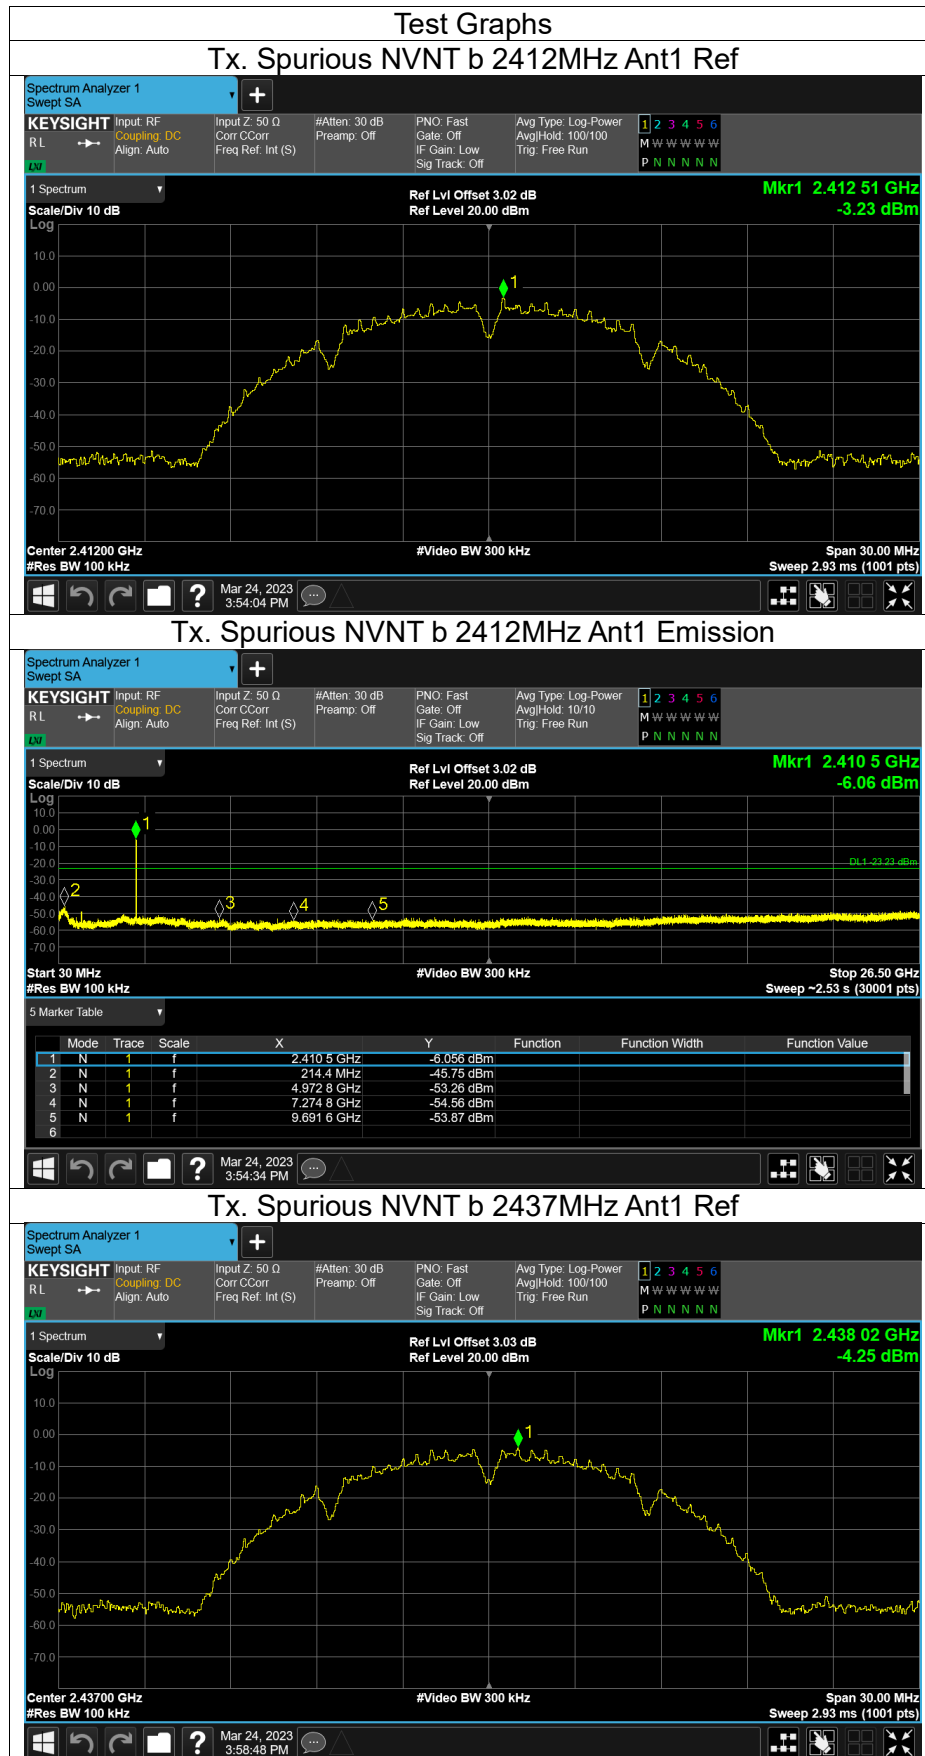 Test Graphs
Tx. Spurious NVNT b 2412MHz Ant1 Ref
Spectrum Analyzer 1
Swept SA
KEYSIGHT Input: RF Input Z: 50 Ω #Atten: 30 dB PNO: Fast Avg Type: Log-Power 1 2 3 4 5 6
R L Coupling: DC Corr CCorr Preamp: Off Gate: Off Avg|Hold: 100/100 M W W W W W
Align: Auto Freq Ref: Int (S) IF Gain: Low Trig: Free Run
LXI Sig Track: Off P N N N N N
1 Spectrum Ref Lvl Offset 3.02 dB Mkr1 2.412 51 GHz
Scale/Div 10 dB Ref Level 20.00 dBm -3.23 dBm
Log
10.0
0.00
1
-10.0
-20.0
-30.0
-40.0
-50.0
-60.0
-70.0
Center 2.41200 GHz #Video BW 300 kHz Span 30.00 MHz
#Res BW 100 kHz Sweep 2.93 ms (1001 pts)
? Mar 24, 2023
3:54:04 PM
Tx. Spurious NVNT b 2412MHz Ant1 Emission
Spectrum Analyzer 1
Swept SA
KEYSIGHT Input: RF Input Z: 50 Ω #Atten: 30 dB PNO: Fast Avg Type: Log-Power 1 2 3 4 5 6
R L Coupling: DC Corr CCorr Preamp: Off Gate: Off Avg|Hold: 10/10 M W W W W W
Align: Auto Freq Ref: Int (S) IF Gain: Low Trig: Free Run
LXI Sig Track: Off P N N N N N
1 Spectrum Ref Lvl Offset 3.02 dB Mkr1 2.410 5 GHz
Scale/Div 10 dB Ref Level 20.00 dBm -6.06 dBm
Log
10.0
0.00 1
-10.0
-20.0 DL1 -23.23 dBm
-30.0
-40.0 2
-50.0 3 4 5
-60.0
-70.0
Start 30 MHz #Video BW 300 kHz Stop 26.50 GHz
#Res BW 100 kHz Sweep ~2.53 s (30001 pts)
5 Marker Table
Mode Trace Scale X Y Function Function Width Function Value
1 N 1 f 2.410 5 GHz -6.056 dBm
2 N 1 f 214.4 MHz -45.75 dBm
3 N 1 f 4.972 8 GHz -53.26 dBm
4 N 1 f 7.274 8 GHz -54.56 dBm
5 N 1 f 9.691 6 GHz -53.87 dBm
6
? Mar 24, 2023
3:54:34 PM
Tx. Spurious NVNT b 2437MHz Ant1 Ref
Spectrum Analyzer 1
Swept SA
KEYSIGHT Input: RF Input Z: 50 Ω #Atten: 30 dB PNO: Fast Avg Type: Log-Power 1 2 3 4 5 6
R L Coupling: DC Corr CCorr Preamp: Off Gate: Off Avg|Hold: 100/100 M W W W W W
Align: Auto Freq Ref: Int (S) IF Gain: Low Trig: Free Run
LXI Sig Track: Off P N N N N N
1 Spectrum Ref Lvl Offset 3.03 dB Mkr1 2.438 02 GHz
Scale/Div 10 dB Ref Level 20.00 dBm -4.25 dBm
Log
10.0
0.00 1
-10.0
-20.0
-30.0
-40.0
-50.0
-60.0
-70.0
Center 2.43700 GHz #Video BW 300 kHz Span 30.00 MHz
#Res BW 100 kHz Sweep 2.93 ms (1001 pts)
? Mar 24, 2023
3:58:48 PM